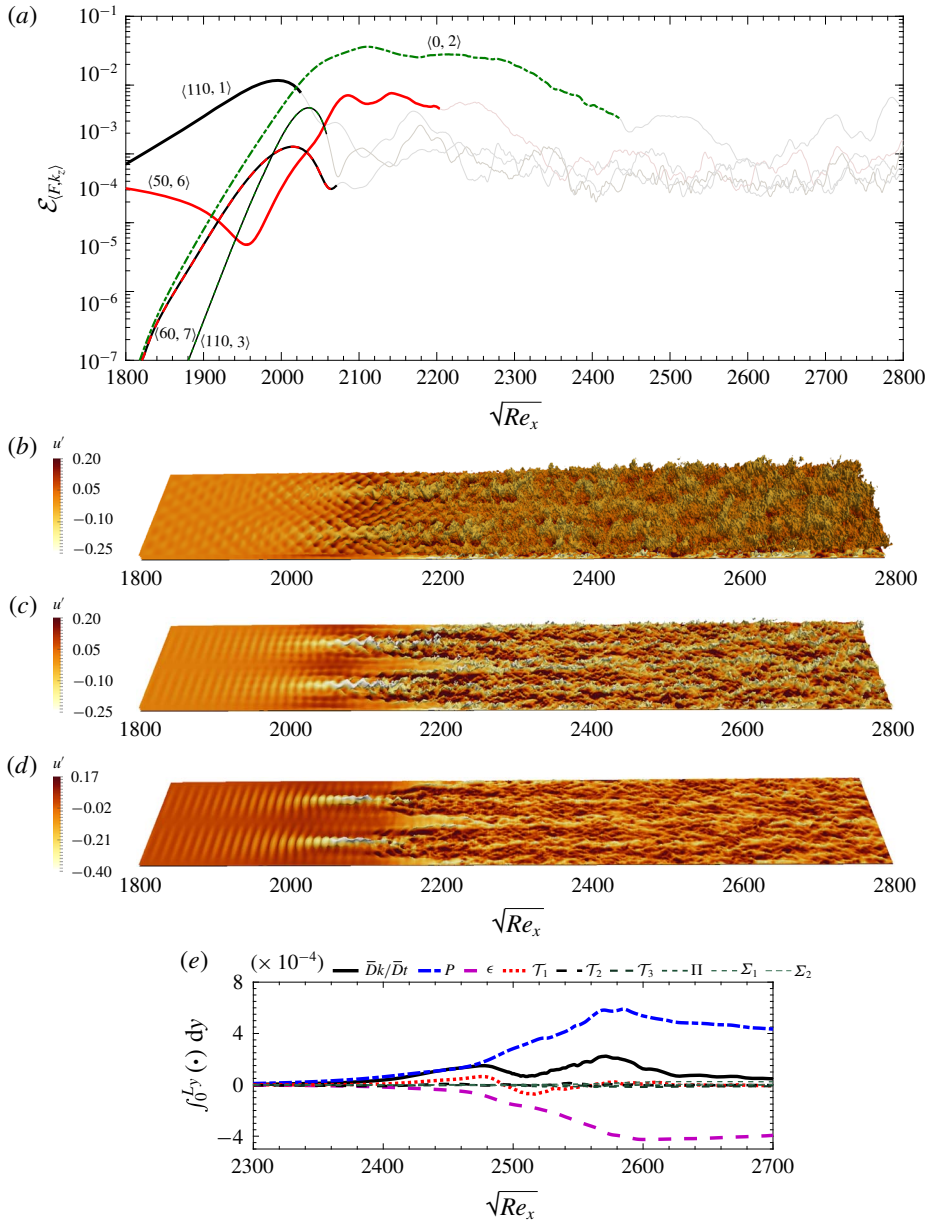 (a)
10⁻¹
10⁻²
10⁻³
10⁻⁴
10⁻⁵
10⁻⁶
10⁻⁷
ℰ⟨F,k_z⟩
⟨0, 2⟩
⟨110, 1⟩
⟨50, 6⟩
⟨60, 7⟩
⟨110, 3⟩
1800 1900 2000 2100 2200 2300 2400 2500 2600 2700 2800
√Re_x
(b)
u′
0.20
0.05
−0.10
−0.25
1800 2000 2200 2400 2600 2800
(c)
u′
0.20
0.05
−0.10
−0.25
1800 2000 2200 2400 2600 2800
(d)
u′
0.17
−0.02
−0.21
−0.40
1800 2000 2200 2400 2600 2800
√Re_x
(e)
(× 10⁻⁴)
D̅k/D̅t P ϵ 𝒯₁ 𝒯₂ 𝒯₃ Π Σ₁ Σ₂
8
4
0
−4
∫₀^{L_y} (•) dy
2300 2400 2500 2600 2700
√Re_x